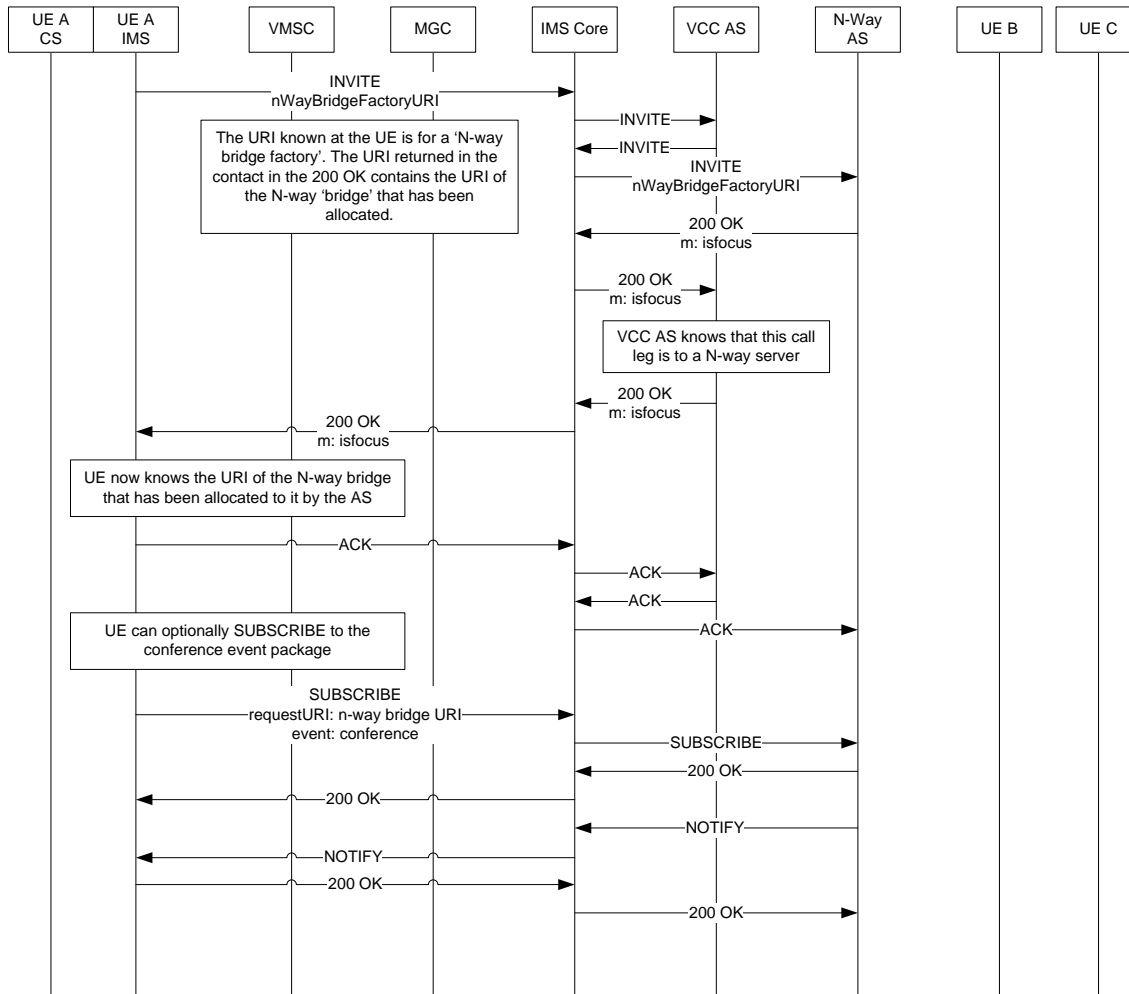 UE A
CS
UE A
IMS
VMSC
MGC
IMS Core
VCC AS
N-Way
AS
UE B
UE C
INVITE
nWayBridgeFactoryURI
INVITE
The URI known at the UE is for a ‘N-way
bridge factory’. The URI returned in the
contact in the 200 OK contains the URI of
the N-way ‘bridge’ that has been
allocated.
INVITE
INVITE
nWayBridgeFactoryURI
200 OK
m: isfocus
200 OK
m: isfocus
VCC AS knows that this call
leg is to a N-way server
200 OK
m: isfocus
200 OK
m: isfocus
UE now knows the URI of the N-way bridge
that has been allocated to it by the AS
ACK
ACK
ACK
ACK
UE can optionally SUBSCRIBE to the
conference event package
SUBSCRIBE
requestURI: n-way bridge URI
event: conference
SUBSCRIBE
200 OK
200 OK
NOTIFY
NOTIFY
200 OK
200 OK